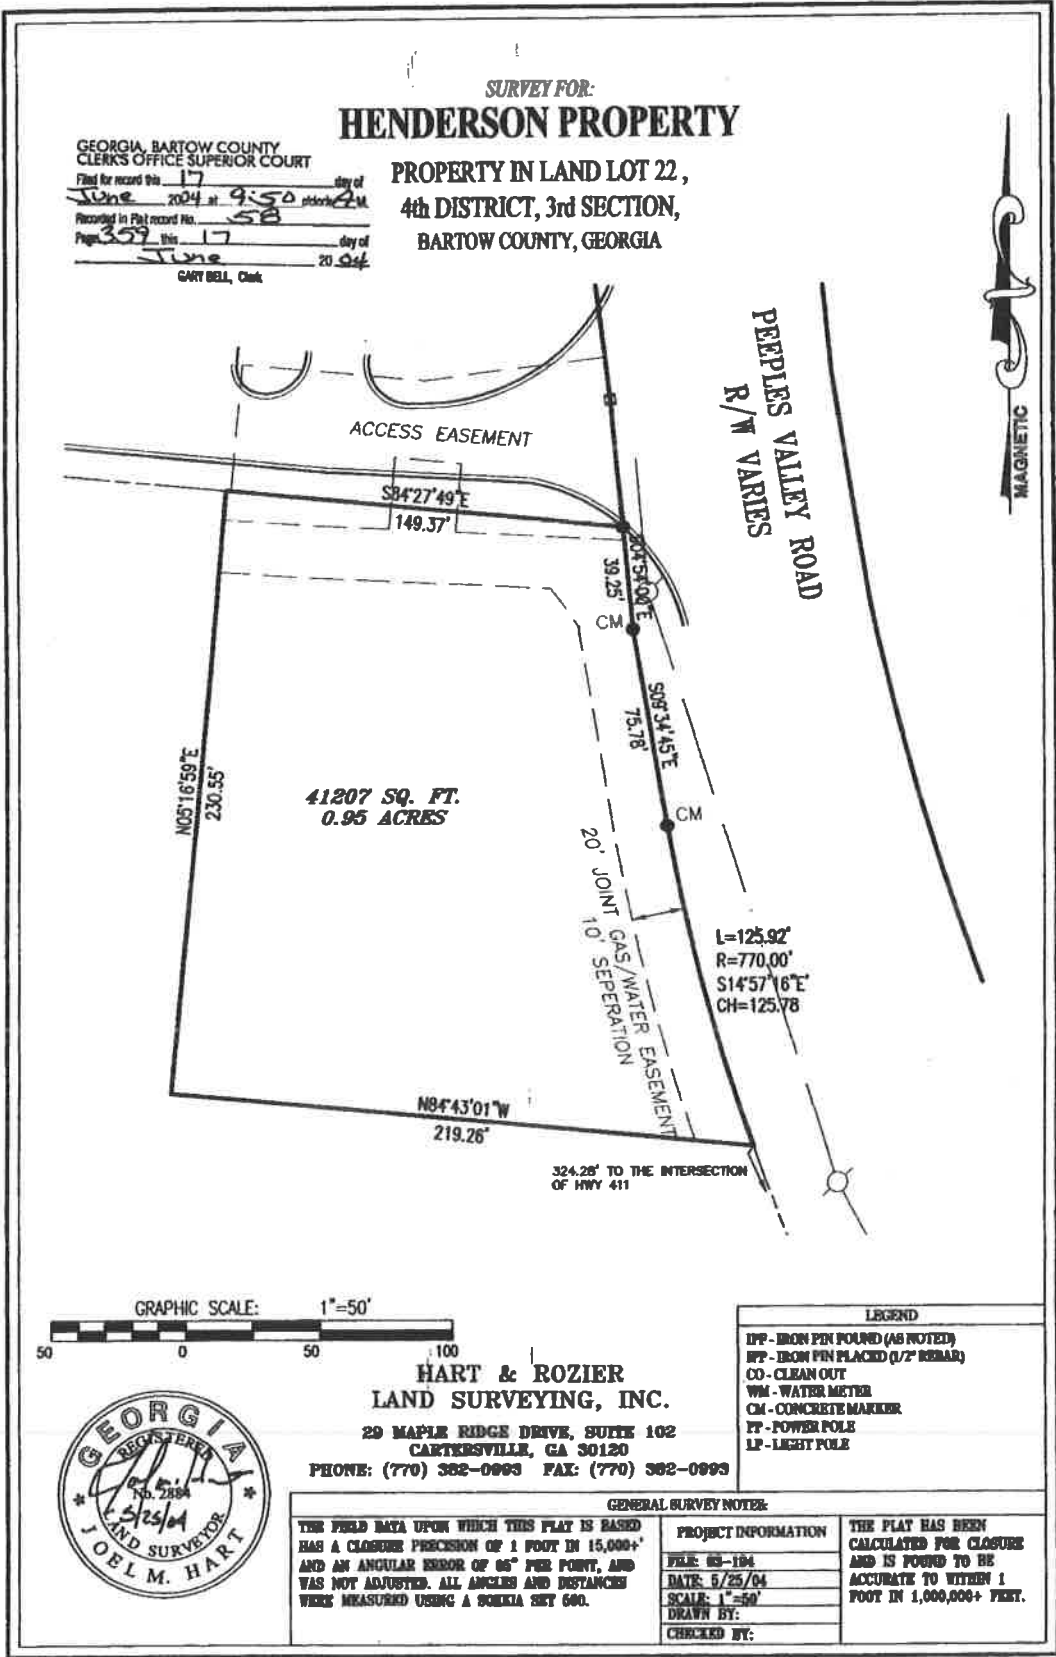 SURVEY FOR:
HENDERSON PROPERTY
PROPERTY IN LAND LOT 22,
4th DISTRICT, 3rd SECTION,
BARTOW COUNTY, GEORGIA
GEORGIA, BARTOW COUNTY
CLERK'S OFFICE SUPERIOR COURT
Filed for record this 17 day of
June 2004 at 9:50 o'clock A M.
Recorded in Plat record No. 58
Page 359 this 17 day of
June 20 04
GARY BELL, Clerk
MAGNETIC
PEEPLES VALLEY ROAD
R/W VARIES
ACCESS EASEMENT
S84°27'49"E
149.37'
S04°54'00"E
39.25'
CM
S09°34'45"E
75.78'
CM
N05°16'59"E
230.55'
41207 SQ. FT.
0.95 ACRES
20' JOINT GAS/WATER EASEMENT
10' SEPERATION
L=125.92'
R=770.00'
S14°57'16"E
CH=125.78
N84°43'01"W
219.26'
324.28' TO THE INTERSECTION
OF HWY 411
GRAPHIC SCALE: 1"=50'
50 0 50 100
HART & ROZIER
LAND SURVEYING, INC.
29 MAPLE RIDGE DRIVE, SUITE 102
CARTERSVILLE, GA 30120
PHONE: (770) 382-0993 FAX: (770) 382-0993
GEORGIA
REGISTERED
No. 2884
5/25/04
LAND SURVEYOR
JOEL M. HART
LEGEND
IPF - IRON PIN FOUND (AS NOTED)
IPP - IRON PIN PLACED (1/2" REBAR)
CO - CLEAN OUT
WM - WATER METER
CM - CONCRETE MARKER
PP - POWER POLE
LP - LIGHT POLE
GENERAL SURVEY NOTES:
THE FIELD DATA UPON WHICH THIS PLAT IS BASED
HAS A CLOSURE PRECISION OF 1 FOOT IN 15,000+'
AND AN ANGULAR ERROR OF 05" PER POINT, AND
WAS NOT ADJUSTED. ALL ANGLES AND DISTANCES
WERE MEASURED USING A SOKKIA SET 500.
PROJECT INFORMATION
FILE: 03-194
DATE: 5/25/04
SCALE: 1"=50'
DRAWN BY:
CHECKED BY:
THE PLAT HAS BEEN
CALCULATED FOR CLOSURE
AND IS FOUND TO BE
ACCURATE TO WITHIN 1
FOOT IN 1,000,000+ FEET.